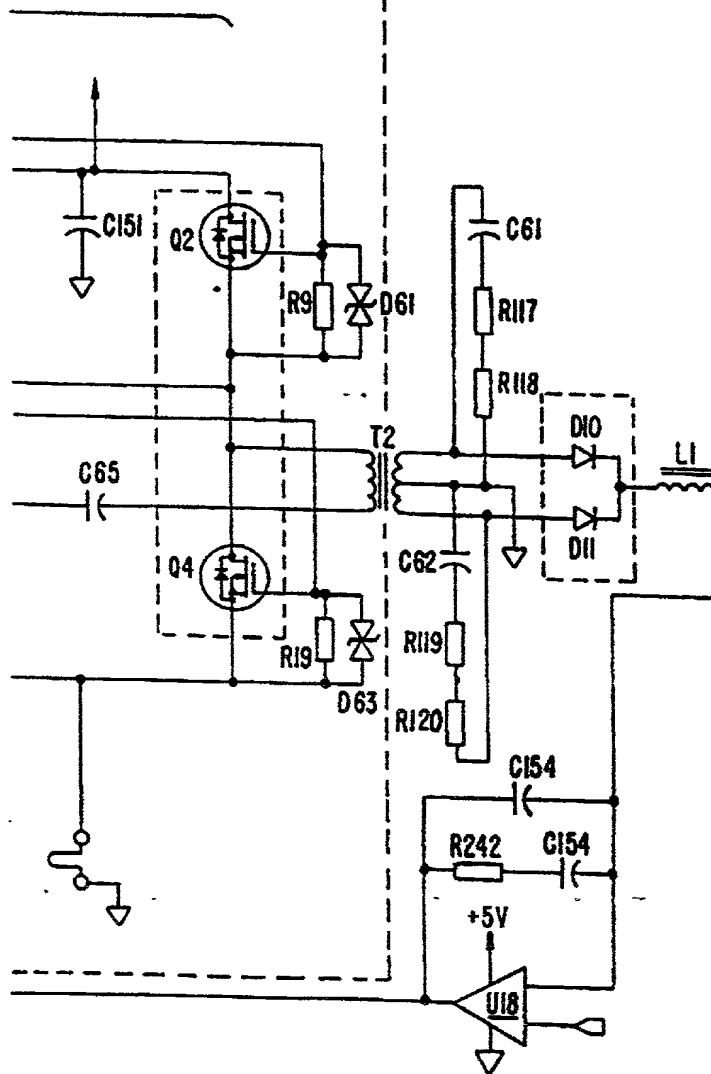 C151
Q2
C61
R9
D61
R117
R118
D10
T2
L1
C65
D11
Q4
C62
R19
R119
D63
R120
C154
R242
C154
+5V
U18